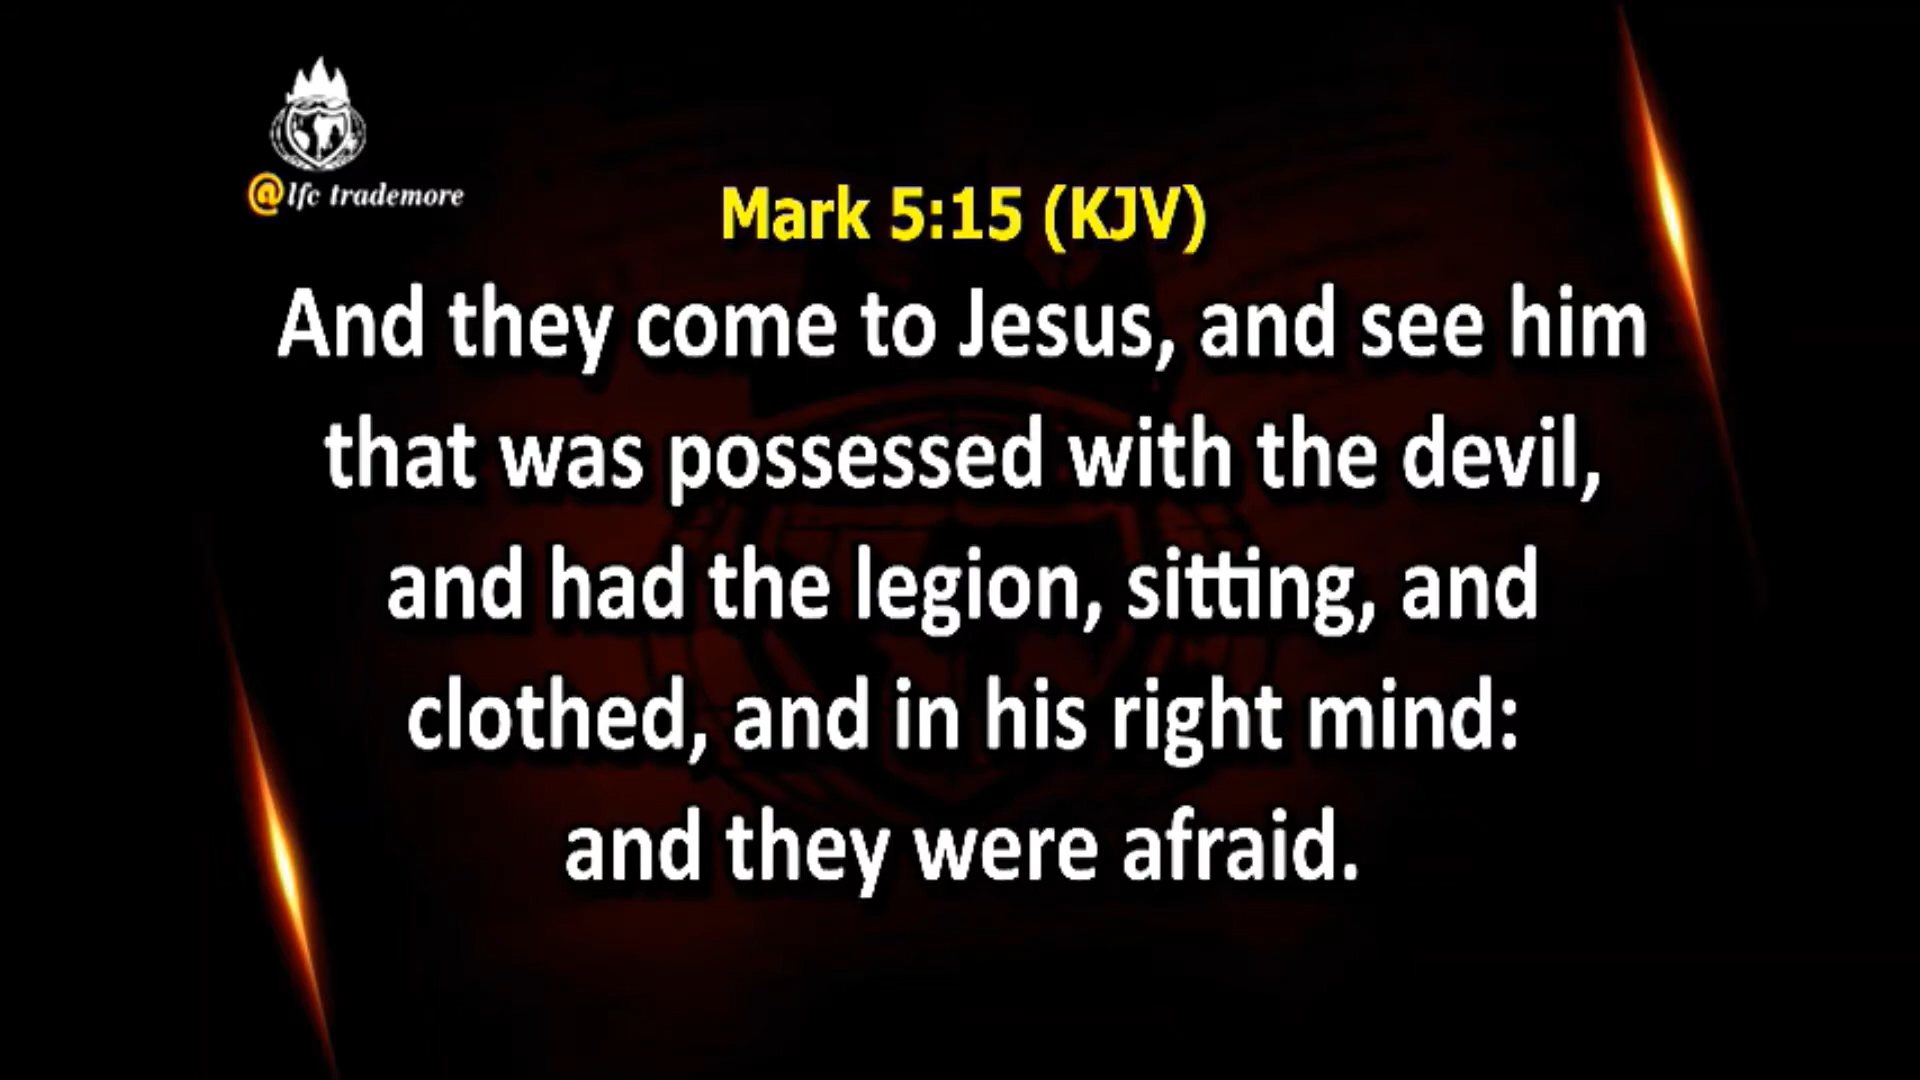 @lfc trademore
Mark 5:15 (KJV)
And they come to Jesus, and see him
that was possessed with the devil,
and had the legion, sitting, and
clothed, and in his right mind:
and they were afraid.